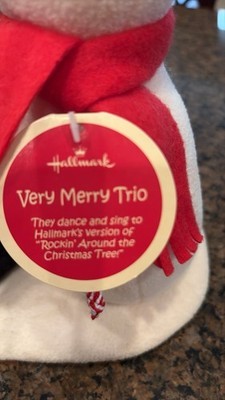 Hallmark
Very Merry Trio
They dance and sing to
Hallmark's version of
"Rockin' Around the
Christmas Tree!"